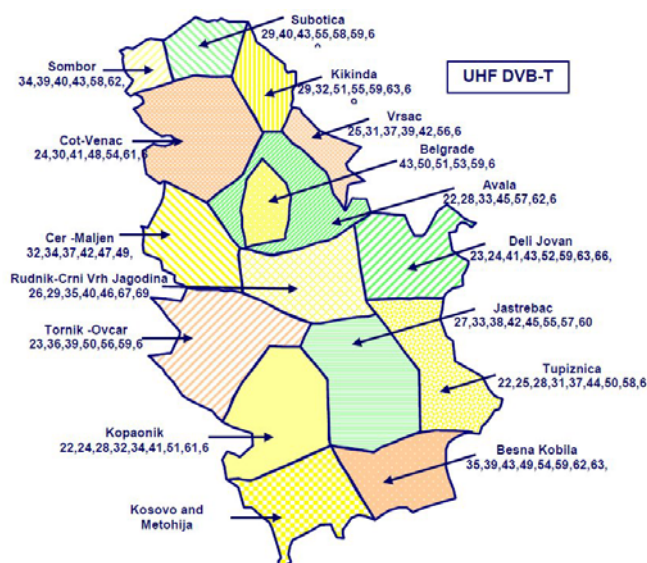 Subotica
29,40,43,55,58,59,6
Sombor
34,39,40,43,58,62,
Kikinda
29,32,51,55,59,63,6
UHF DVB-T
Vrsac
25,31,37,39,42,56,6
Cot-Venac
24,30,41,48,54,61,6
Belgrade
43,50,51,53,59,6
Avala
22,28,33,45,57,62,6
Cer -Maljen
32,34,37,42,47,49,
Deli Jovan
23,24,41,43,52,59,63,66,
Rudnik-Crni Vrh Jagodina
26,29,35,40,46,67,69
Jastrebac
27,33,38,42,45,55,57,60
Tornik -Ovcar
23,36,39,50,56,59,6
Tupiznica
22,25,28,31,37,44,50,58,6
Kopaonik
22,24,28,32,34,41,51,61,6
Besna Kobila
35,39,43,49,54,59,62,63,
Kosovo and
Metohija